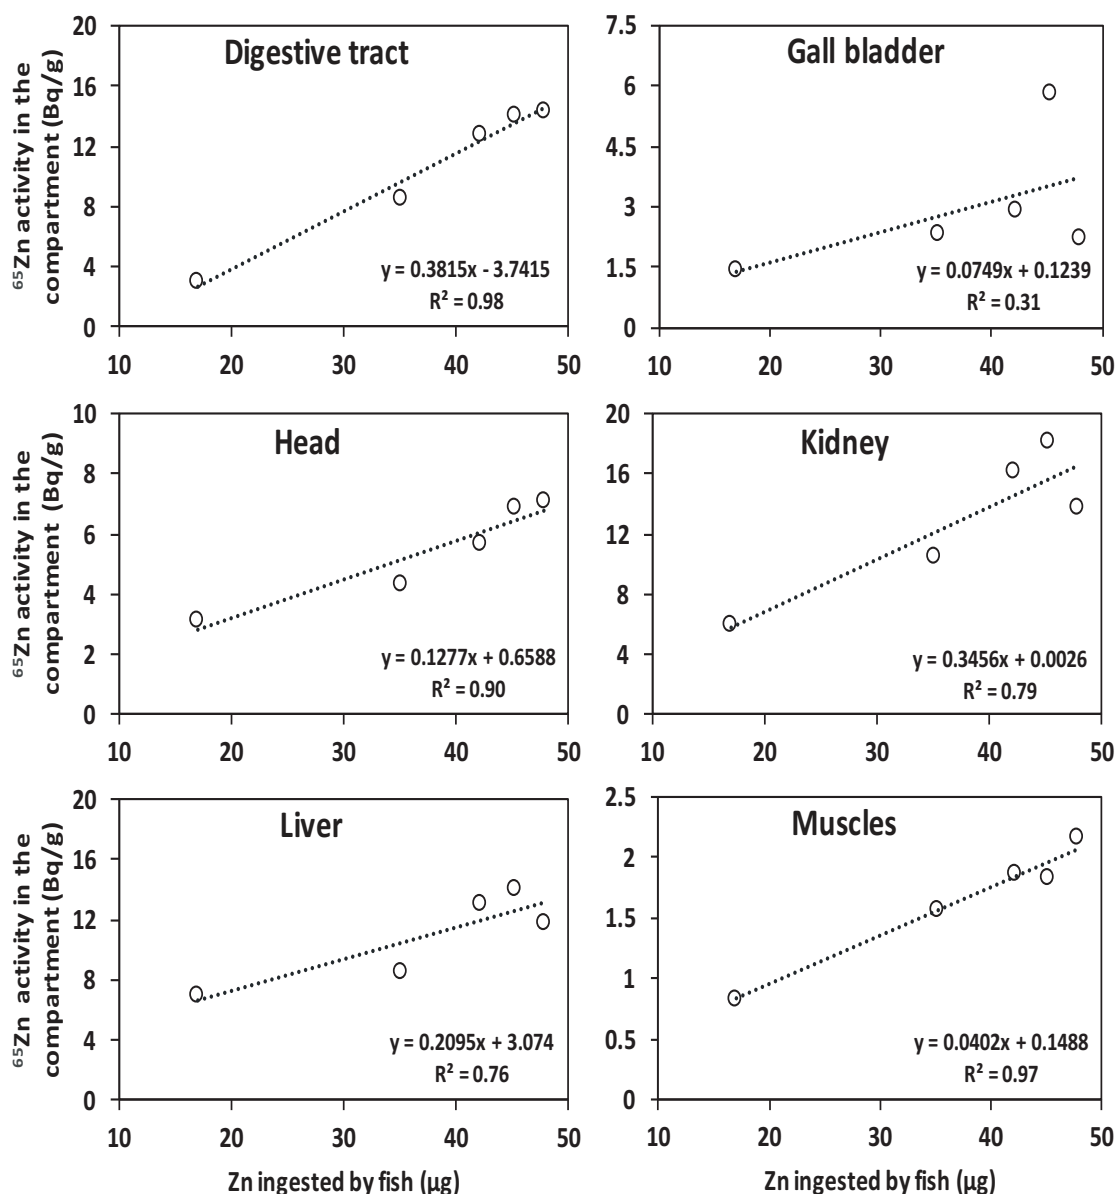 ⁶⁵Zn activity in the
compartment (Bq/g)
Digestive tract
20
16
12
8
4
0
y = 0.3815x - 3.7415
R² = 0.98
10 20 30 40 50
Gall bladder
7.5
6
4.5
3
1.5
0
y = 0.0749x + 0.1239
R² = 0.31
10 20 30 40 50
⁶⁵Zn activity in the
compartment (Bq/g)
Head
10
8
6
4
2
0
y = 0.1277x + 0.6588
R² = 0.90
10 20 30 40 50
Kidney
20
16
12
8
4
0
y = 0.3456x + 0.0026
R² = 0.79
10 20 30 40 50
⁶⁵Zn activity in the
compartment (Bq/g)
Liver
20
16
12
8
4
0
y = 0.2095x + 3.074
R² = 0.76
10 20 30 40 50
Zn ingested by fish (µg)
Muscles
2.5
2
1.5
1
0.5
0
y = 0.0402x + 0.1488
R² = 0.97
10 20 30 40 50
Zn ingested by fish (µg)